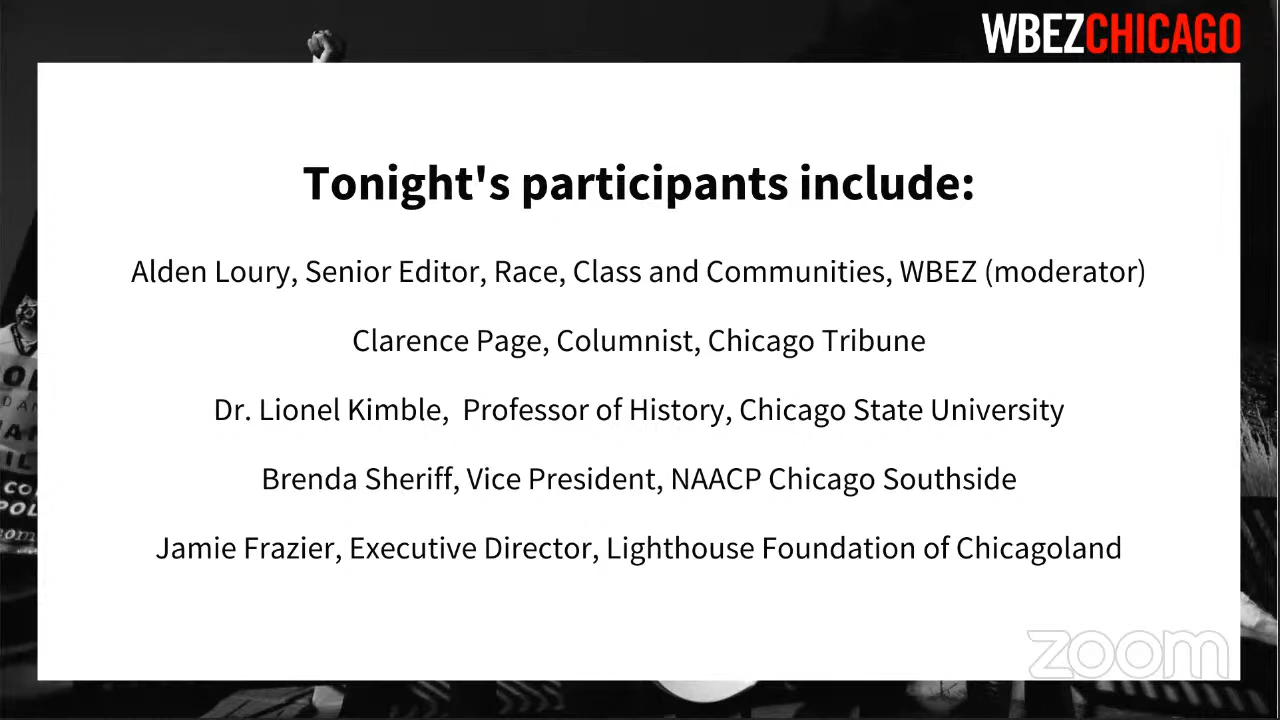 WBEZCHICAGO
Tonight's participants include:
Alden Loury, Senior Editor, Race, Class and Communities, WBEZ (moderator)
Clarence Page, Columnist, Chicago Tribune
Dr. Lionel Kimble,  Professor of History, Chicago State University
Brenda Sheriff, Vice President, NAACP Chicago Southside
Jamie Frazier, Executive Director, Lighthouse Foundation of Chicagoland
zoom